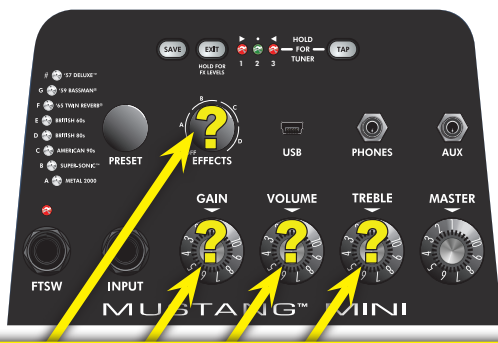 SAVE EXIT HOLD FOR TUNER TAP
HOLD FOR FX LEVELS
1 2 3
# '57 DELUXE™
G '59 BASSMAN®
F '65 TWIN REVERB®
E BRITISH 60s
D BRITISH 80s
C AMERICAN 90s
B SUPER-SONIC™
A METAL 2000
PRESET
A B C D OFF
?
EFFECTS
USB
PHONES
AUX
GAIN VOLUME TREBLE MASTER
? ? ?
FTSW INPUT
MUSTANG™ MINI